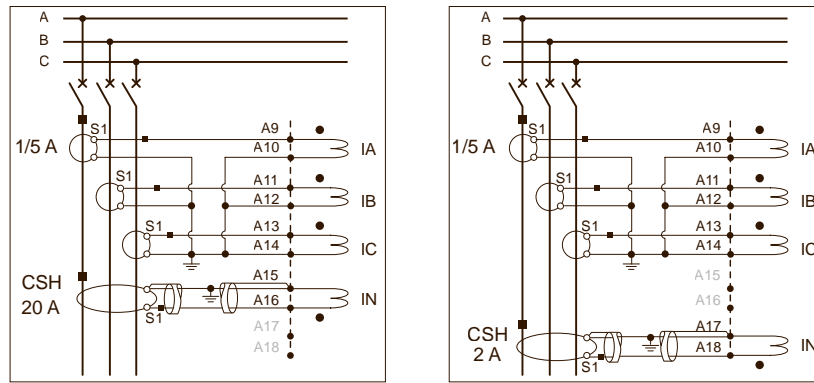 A
B
C
1/5 A
S1
A9
A10
IA
S1
A11
A12
IB
S1
A13
A14
IC
CSH
20 A
S1
A15
A16
IN
A17
A18
A
B
C
1/5 A
S1
A9
A10
IA
S1
A11
A12
IB
S1
A13
A14
IC
A15
A16
CSH
2 A
S1
A17
A18
IN